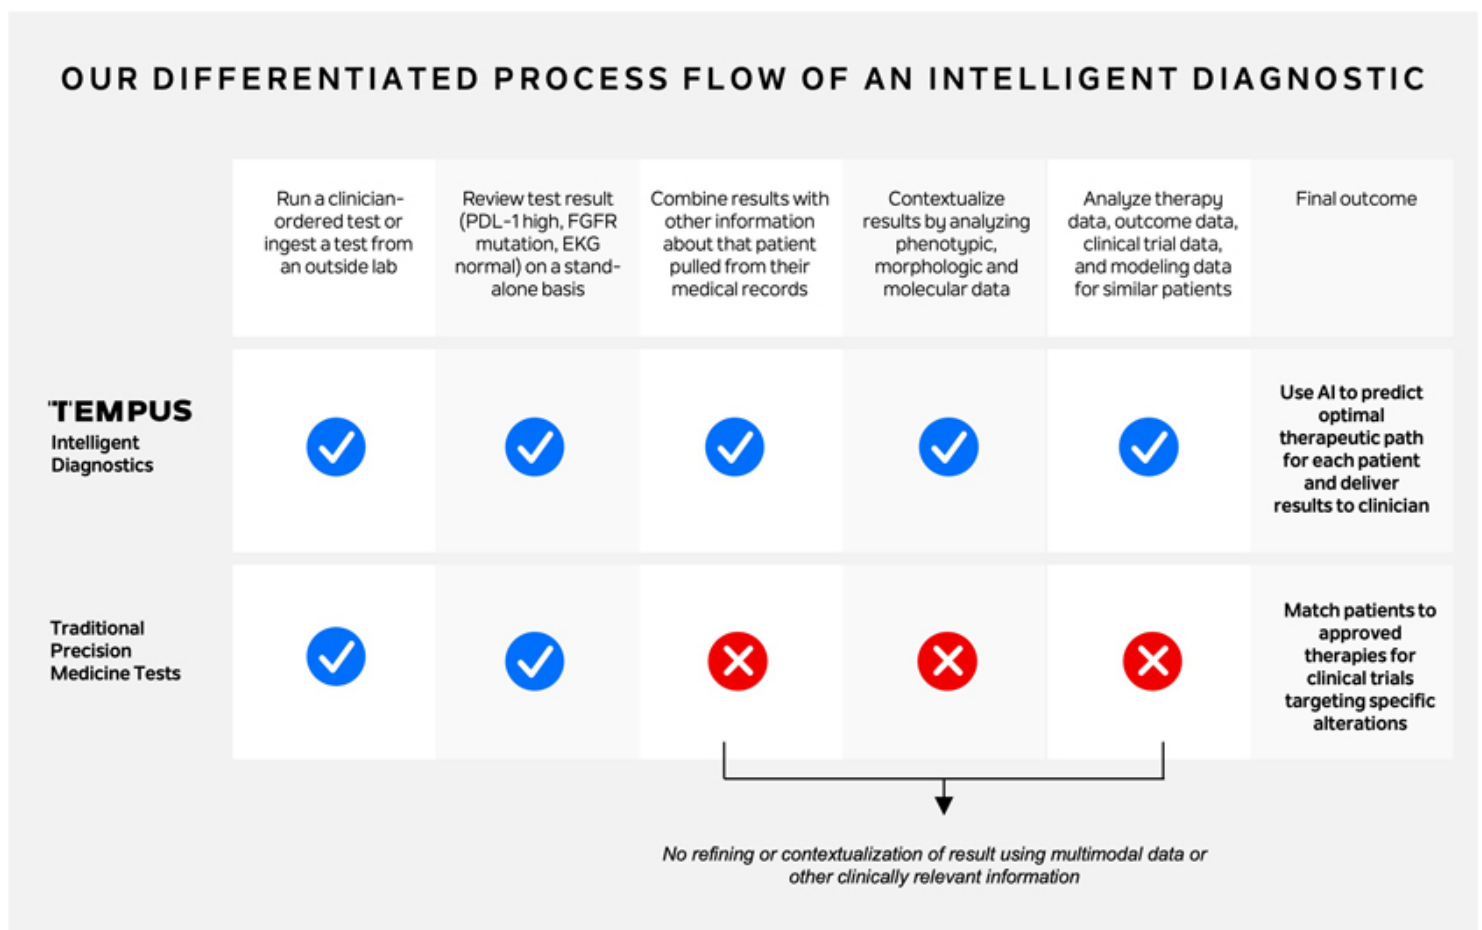 OUR DIFFERENTIATED PROCESS FLOW OF AN INTELLIGENT DIAGNOSTIC
Run a clinician-
ordered test or
ingest a test from
an outside lab
Review test result
(PDL-1 high, FGFR
mutation, EKG
normal) on a stand-
alone basis
Combine results with
other information
about that patient
pulled from their
medical records
Contextualize
results by analyzing
phenotypic,
morphologic and
molecular data
Analyze therapy
data, outcome data,
clinical trial data,
and modeling data
for similar patients
Final outcome
TEMPUS
Intelligent
Diagnostics
Use AI to predict
optimal
therapeutic path
for each patient
and deliver
results to clinician
Traditional
Precision
Medicine Tests
Match patients to
approved
therapies for
clinical trials
targeting specific
alterations
No refining or contextualization of result using multimodal data or
other clinically relevant information